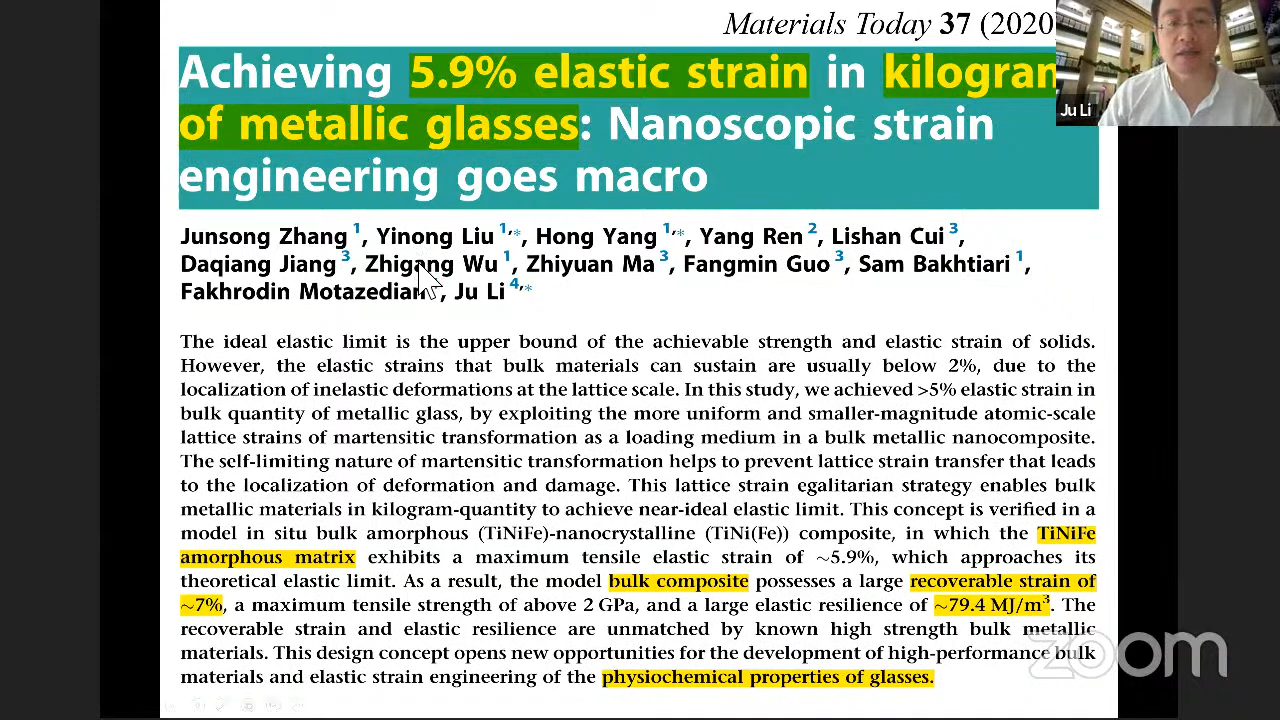 Materials Today 37 (2020
Achieving 5.9% elastic strain in kilogram
of metallic glasses: Nanoscopic strain
engineering goes macro
Ju Li
Junsong Zhang 1, Yinong Liu 1,*, Hong Yang 1,*, Yang Ren 2, Lishan Cui 3,
Daqiang Jiang 3, Zhigang Wu 1, Zhiyuan Ma 3, Fangmin Guo 3, Sam Bakhtiari 1,
Fakhrodin Motazedian , Ju Li 4,*
The ideal elastic limit is the upper bound of the achievable strength and elastic strain of solids.
However, the elastic strains that bulk materials can sustain are usually below 2%, due to the
localization of inelastic deformations at the lattice scale. In this study, we achieved >5% elastic strain in
bulk quantity of metallic glass, by exploiting the more uniform and smaller-magnitude atomic-scale
lattice strains of martensitic transformation as a loading medium in a bulk metallic nanocomposite.
The self-limiting nature of martensitic transformation helps to prevent lattice strain transfer that leads
to the localization of deformation and damage. This lattice strain egalitarian strategy enables bulk
metallic materials in kilogram-quantity to achieve near-ideal elastic limit. This concept is verified in a
model in situ bulk amorphous (TiNiFe)-nanocrystalline (TiNi(Fe)) composite, in which the TiNiFe
amorphous matrix exhibits a maximum tensile elastic strain of ~5.9%, which approaches its
theoretical elastic limit. As a result, the model bulk composite possesses a large recoverable strain of
~7%, a maximum tensile strength of above 2 GPa, and a large elastic resilience of ~79.4 MJ/m³. The
recoverable strain and elastic resilience are unmatched by known high strength bulk metallic
materials. This design concept opens new opportunities for the development of high-performance bulk
materials and elastic strain engineering of the physiochemical properties of glasses.
zoom